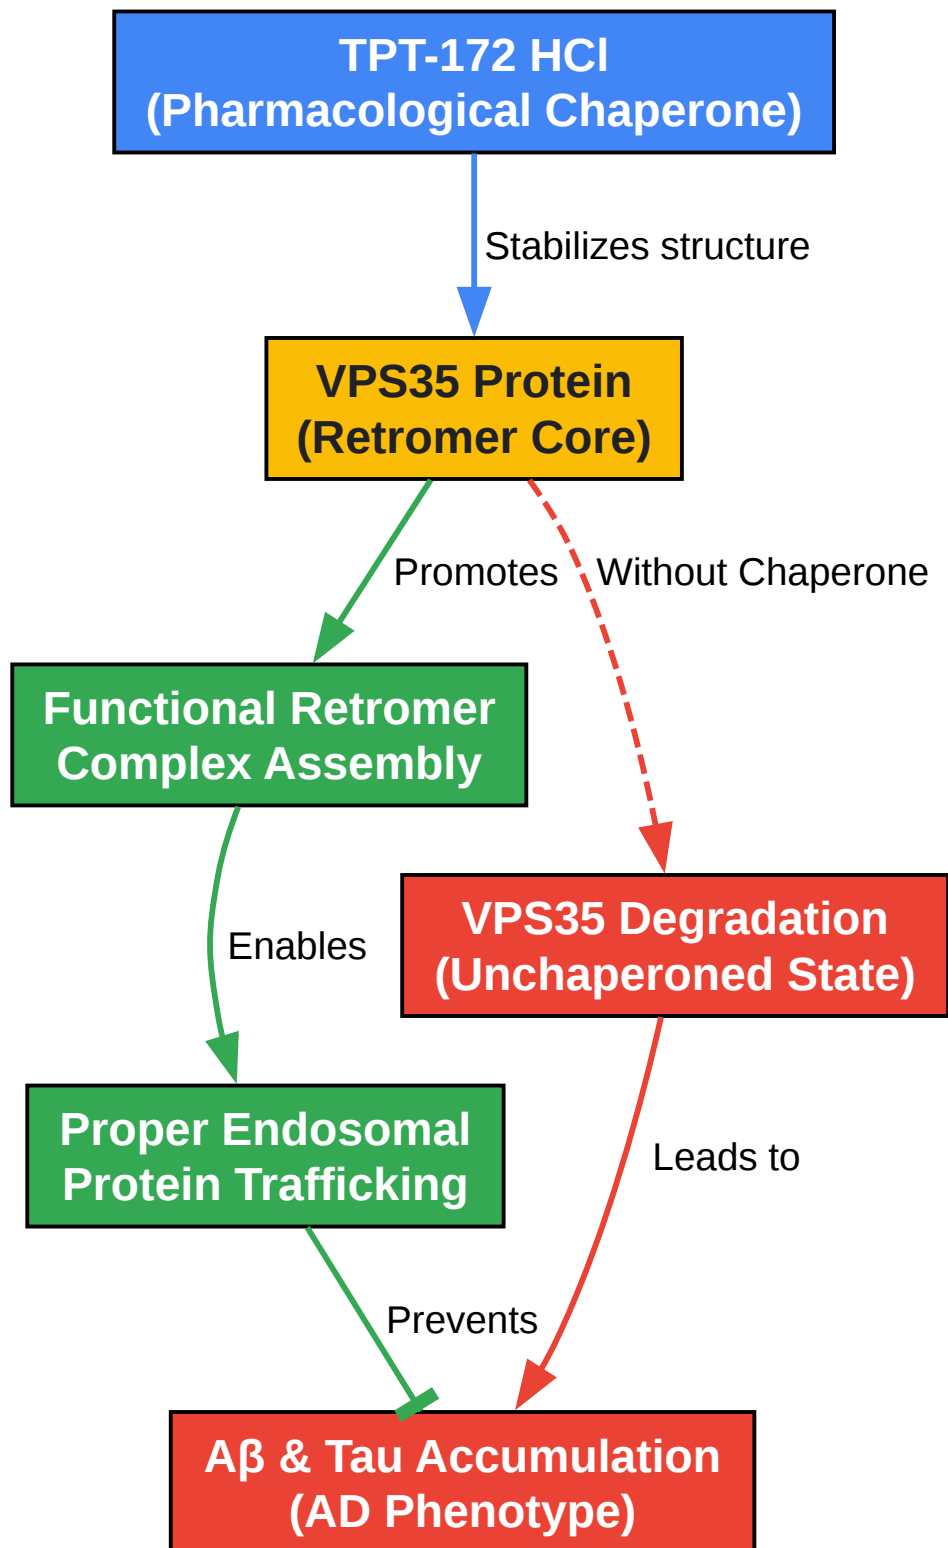 TPT-172 HCl
(Pharmacological Chaperone)
Stabilizes structure
VPS35 Protein
(Retromer Core)
Promotes
Without Chaperone
Functional Retromer
Complex Assembly
VPS35 Degradation
(Unchaperoned State)
Enables
Proper Endosomal
Protein Trafficking
Leads to
Prevents
Aβ & Tau Accumulation
(AD Phenotype)